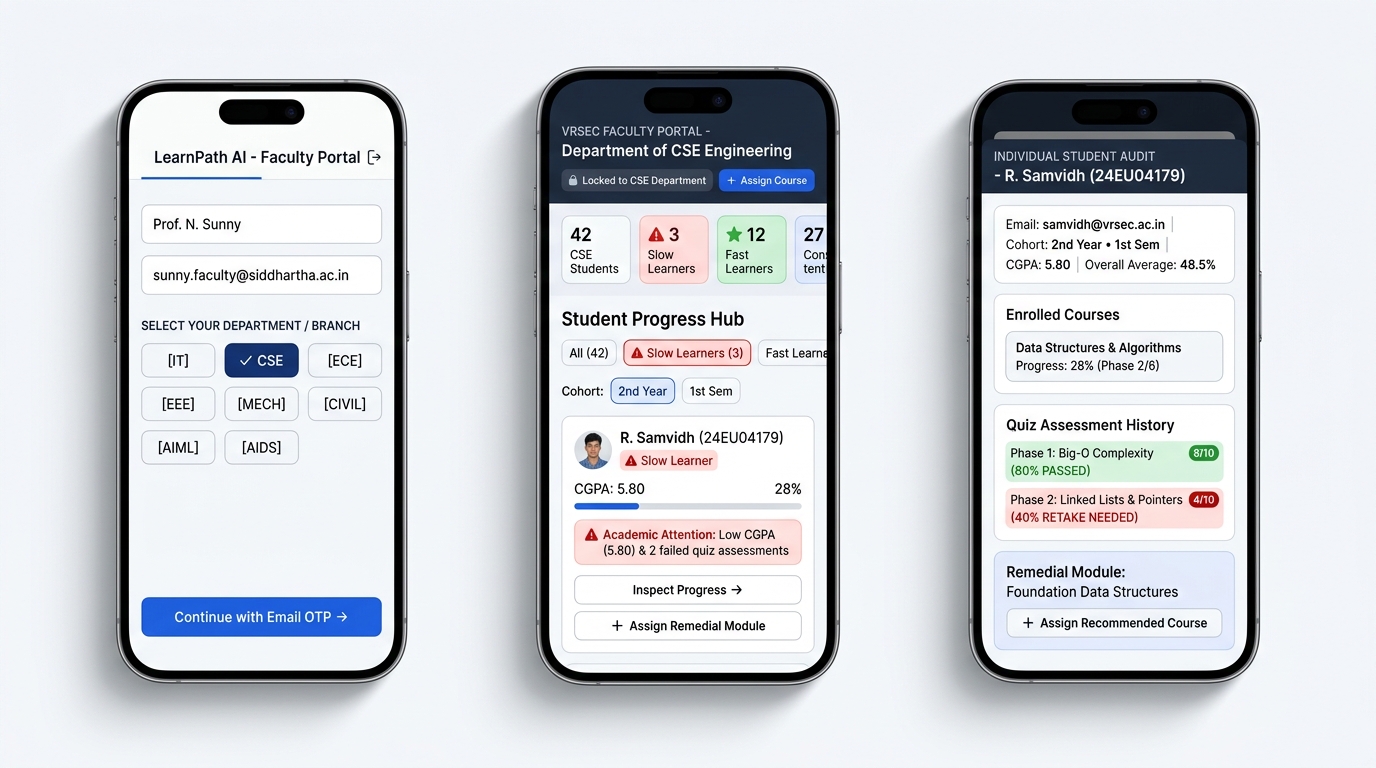 LearnPath AI - Faculty Portal
Prof. N. Sunny
sunny.faculty@siddhartha.ac.in
SELECT YOUR DEPARTMENT / BRANCH
[IT]
✓ CSE
[ECE]
[EEE]
[MECH]
[CIVIL]
[AIML]
[AIDS]
Continue with Email OTP →
VRSEC FACULTY PORTAL -
Department of CSE Engineering
Locked to CSE Department
+ Assign Course
42
CSE
Students
3
Slow
Learners
12
Fast
Learners
27
Cons
tent
Student Progress Hub
All (42)
Slow Learners (3)
Fast Learna
Cohort:
2nd Year
1st Sem
R. Samvidh (24EU04179)
Slow Learner
CGPA: 5.80
28%
Academic Attention: Low CGPA
(5.80) & 2 failed quiz assessments
Inspect Progress →
+ Assign Remedial Module
INDIVIDUAL STUDENT AUDIT
- R. Samvidh (24EU04179)
Email: samvidh@vrsec.ac.in |
Cohort: 2nd Year • 1st Sem |
CGPA: 5.80 | Overall Average: 48.5%
Enrolled Courses
Data Structures & Algorithms
Progress: 28% (Phase 2/6)
Quiz Assessment History
Phase 1: Big-O Complexity
8/10
(80% PASSED)
Phase 2: Linked Lists & Pointers
4/10
(40% RETAKE NEEDED)
Remedial Module:
Foundation Data Structures
+ Assign Recommended Course